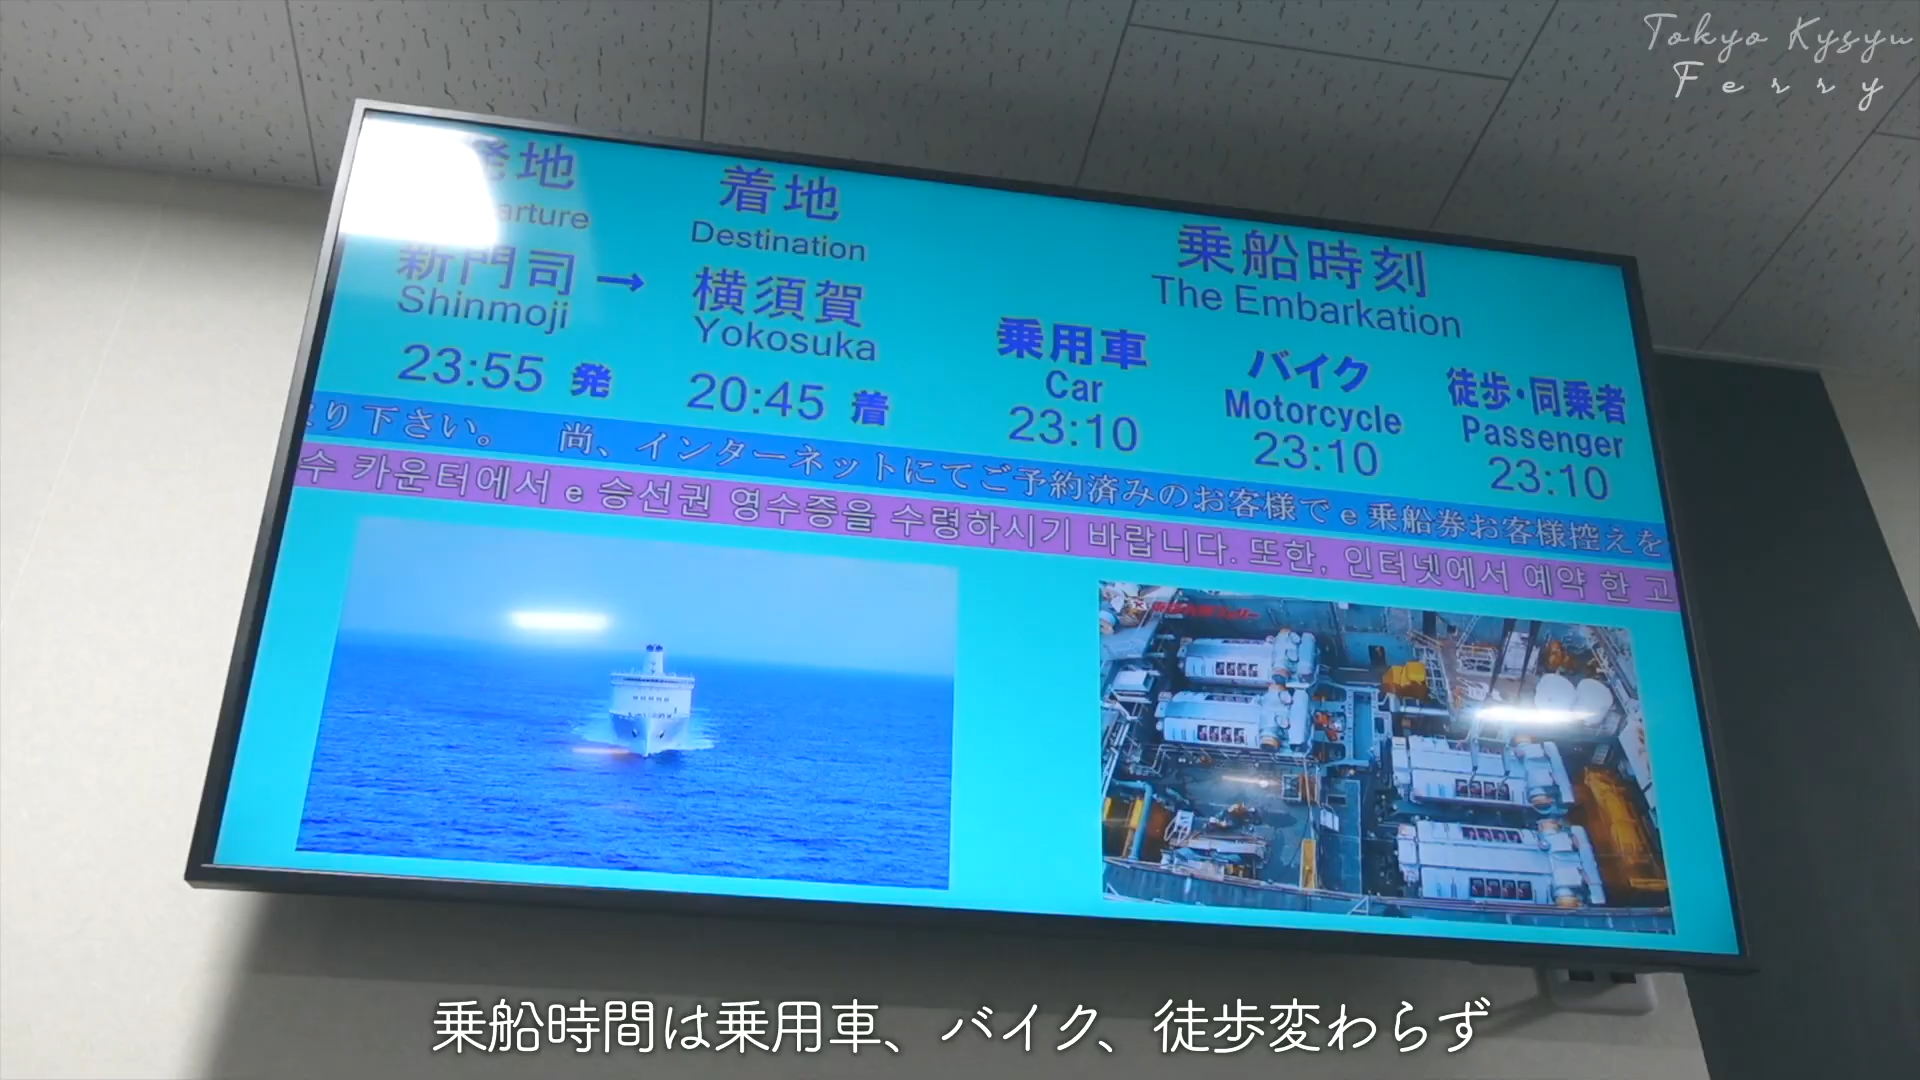 Tokyo Kysyu
Ferry
発地
着地
Destination
乗船時刻
The Embarkation
新門司 → 横須賀
Shinmoji
Yokosuka
23:55 発
20:45 着
乗用車
Car
23:10
バイク
Motorcycle
23:10
徒歩・同乗者
Passenger
23:10
り下さい。 尚、インターネットにてご予約済みのお客様で e 乗船券お客様控えを
수 카운터에서 e 승선권 영수증을 수령하시기 바랍니다. 또한, 인터넷에서 예약 한 고
乗船時間は乗用車、バイク、徒歩変わらず